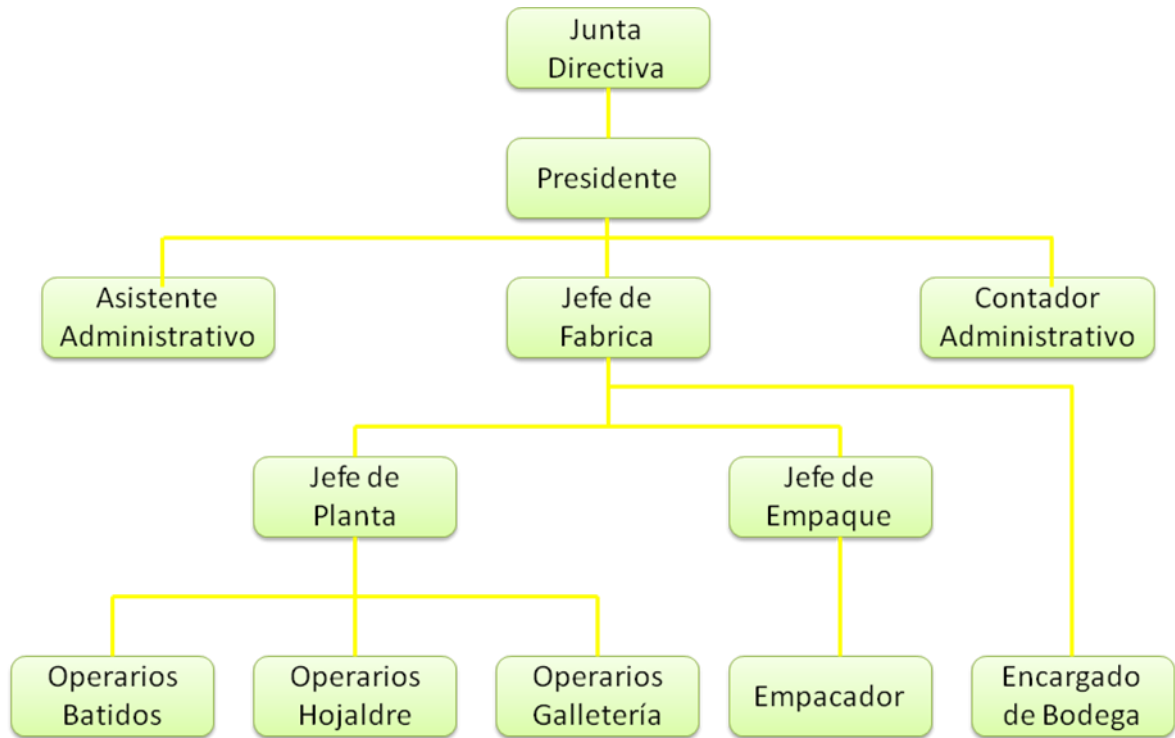 Junta
Directiva
Presidente
Asistente
Administrativo
Jefe de
Fabrica
Contador
Administrativo
Jefe de
Planta
Jefe de
Empaque
Operarios
Batidos
Operarios
Hojaldre
Operarios
Galletería
Empacador
Encargado
de Bodega